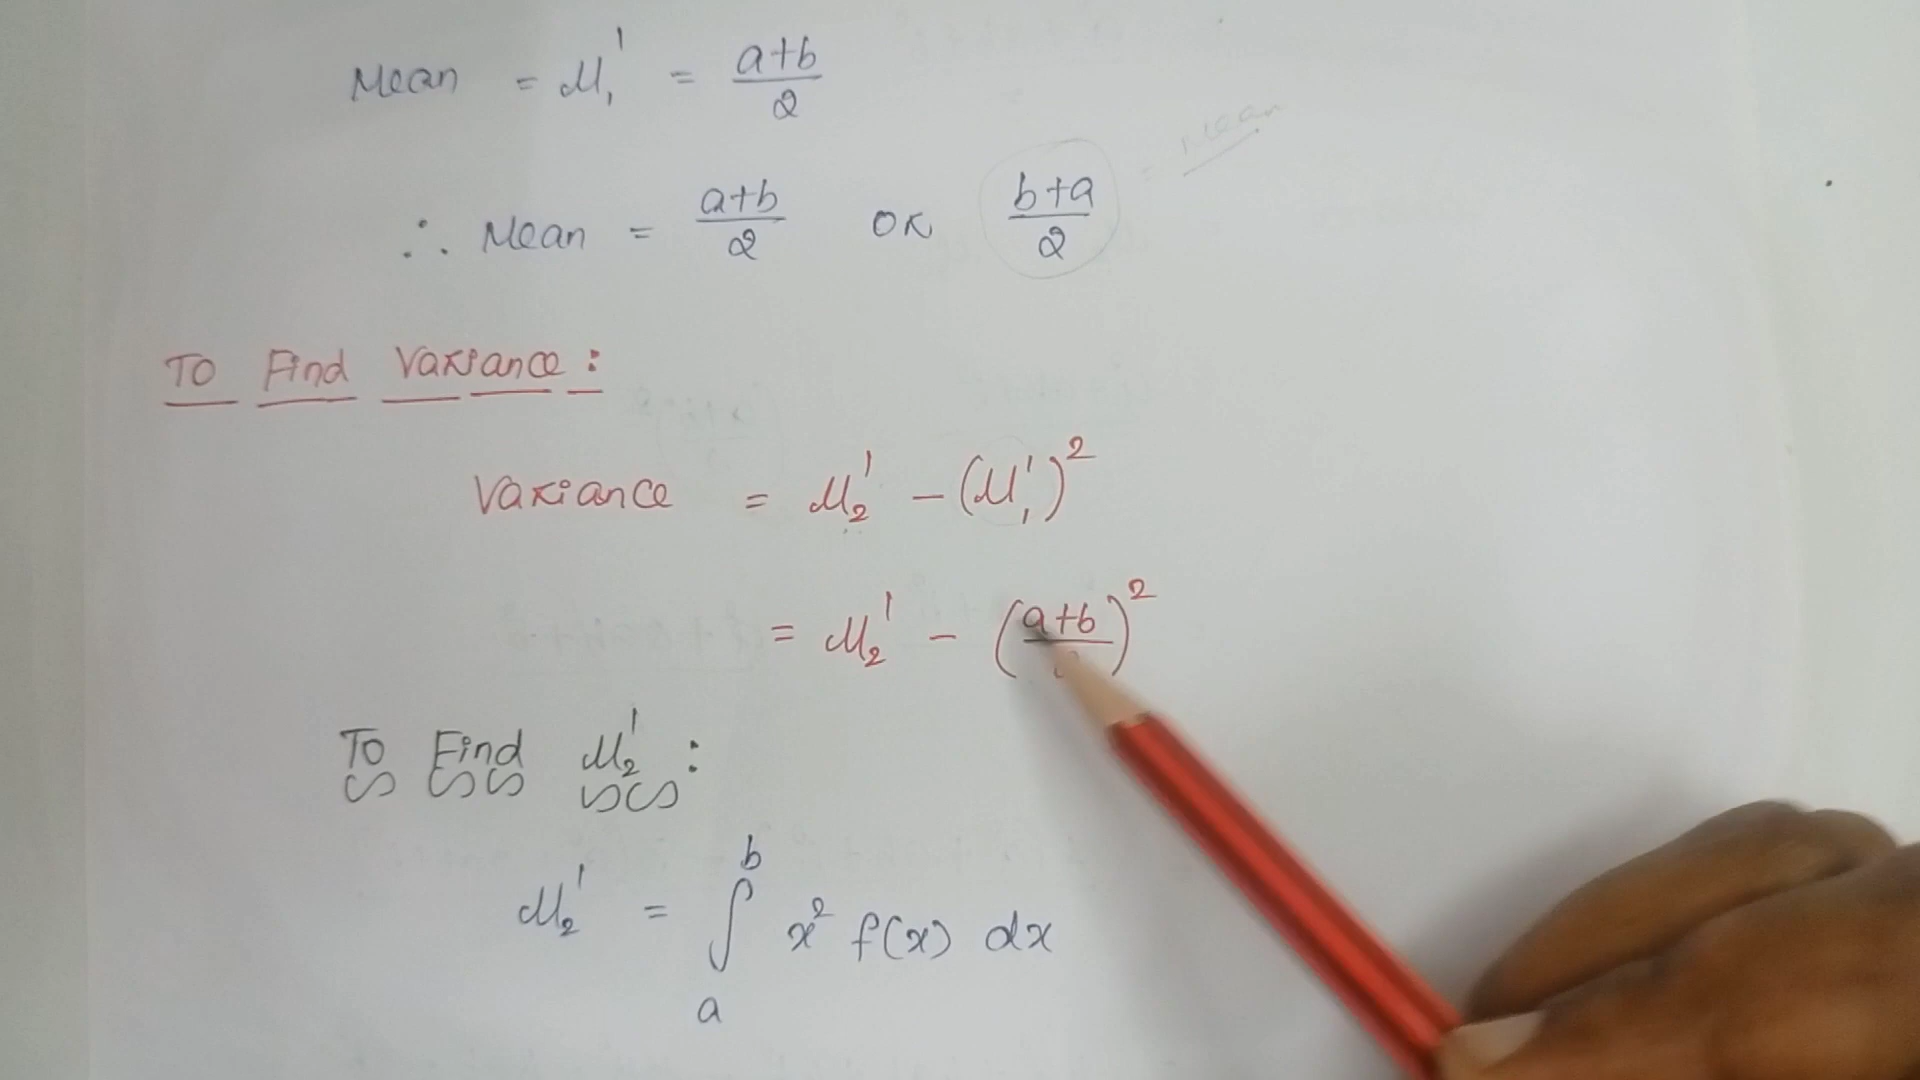 Mean = μ₁' = a+b/2
∴ Mean = a+b/2 OR b+a/2 = Mean
To Find Variance:
Variance = μ₂' - (μ₁')²
= μ₂' - (a+b/2)²
To Find μ₂':
μ₂' = ∫ₐᵇ x² f(x) dx